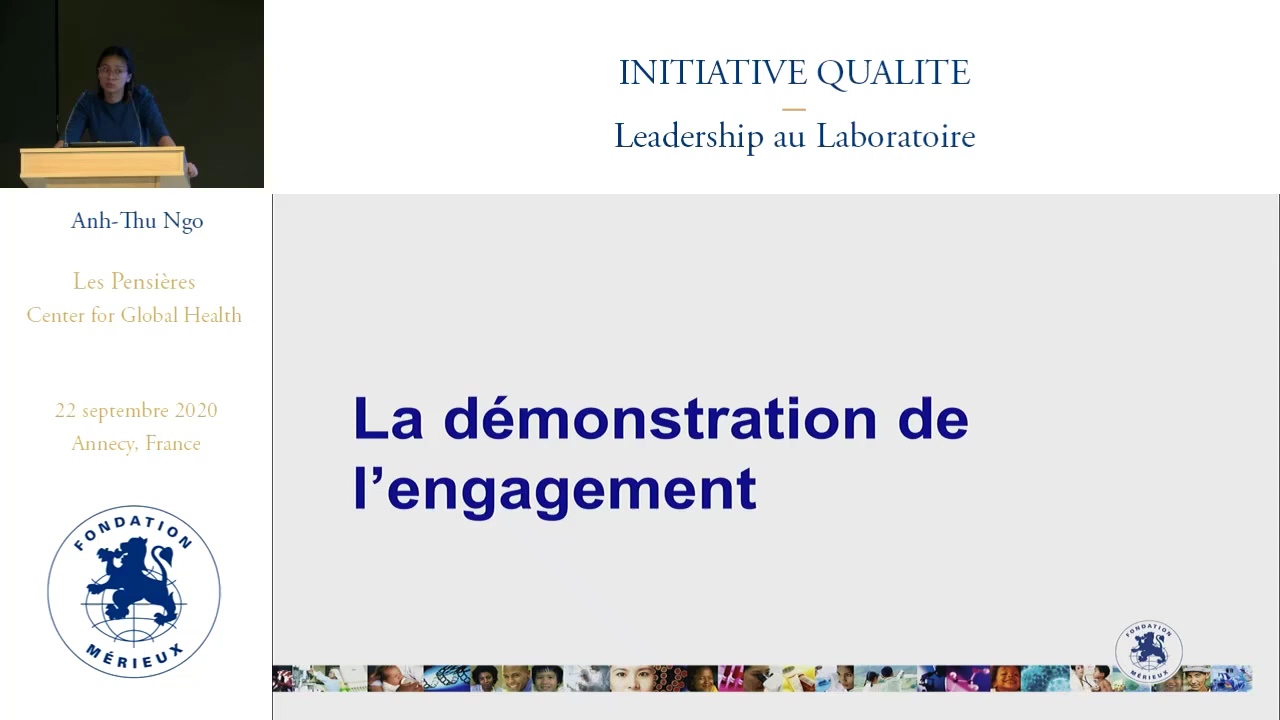 INITIATIVE QUALITE
Leadership au Laboratoire
Anh-Thu Ngo
Les Pensières
Center for Global Health
22 septembre 2020
Annecy, France
FONDATION
MÉRIEUX
La démonstration de
l’engagement
FONDATION
MÉRIEUX